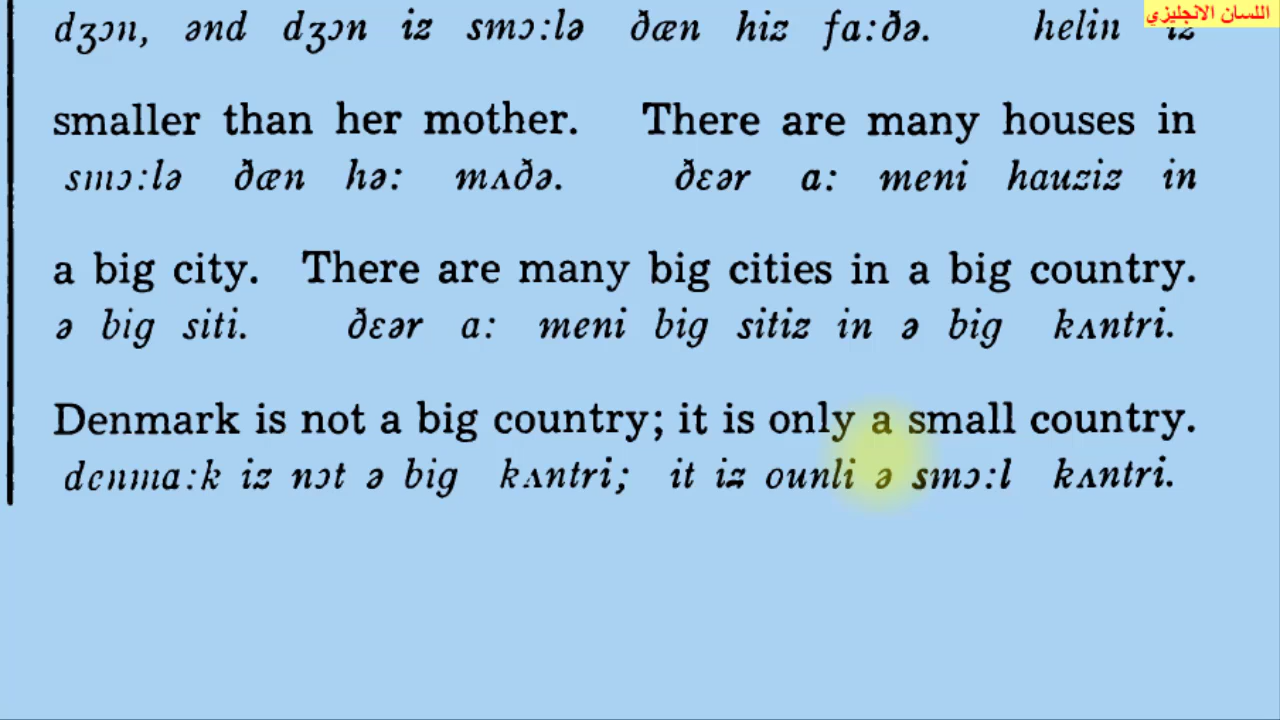 اللسان الانجليزي
dʒɔn, ənd dʒɔn iz smɔ:lə ðæn hiz fa:ðə. helin iz
smaller than her mother. There are many houses in
smɔ:lə ðæn hə: mʌðə. ðɛər a: meni hauziz in
a big city. There are many big cities in a big country.
ə big siti. ðɛər a: meni big sitiz in ə big kʌntri.
Denmark is not a big country; it is only a small country.
denma:k iz nɔt ə big kʌntri; it iz ounli ə smɔ:l kʌntri.